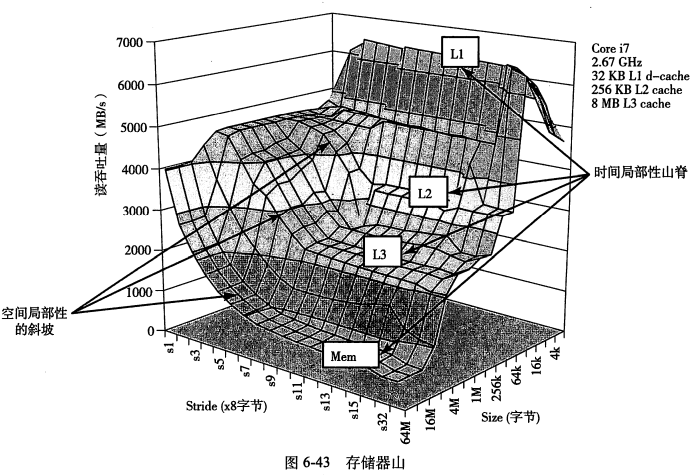 7000
6000
5000
4000
3000
2000
1000
0
读吞吐量（MB/s）
L1
L2
L3
Mem
Core i7
2.67 GHz
32 KB L1 d-cache
256 KB L2 cache
8 MB L3 cache
时间局部性山脊
空间局部性
的斜坡
s1
s3
s5
s7
s9
s11
s13
s15
s32
Stride (x8字节)
64M
16M
4M
1M
256k
64k
16k
4k
Size (字节)
图 6-43 存储器山